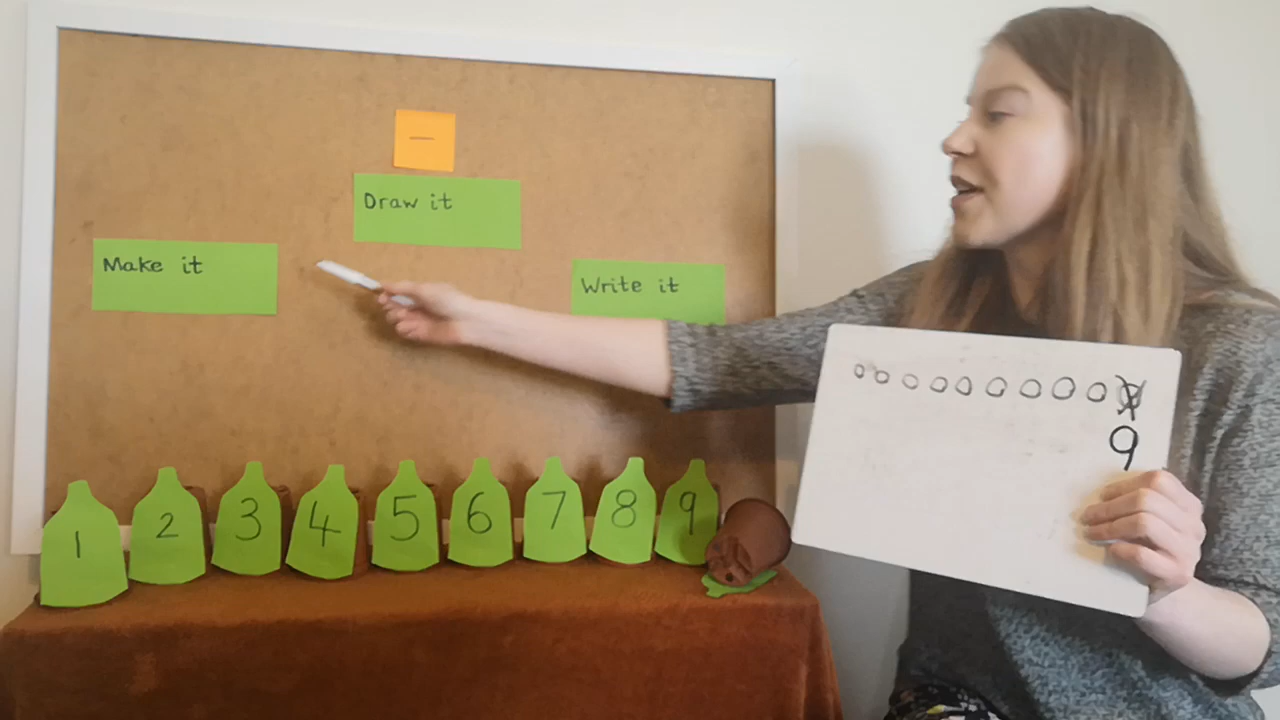 −
Draw it
Make it
Write it
9
1 2 3 4 5 6 7 8 9